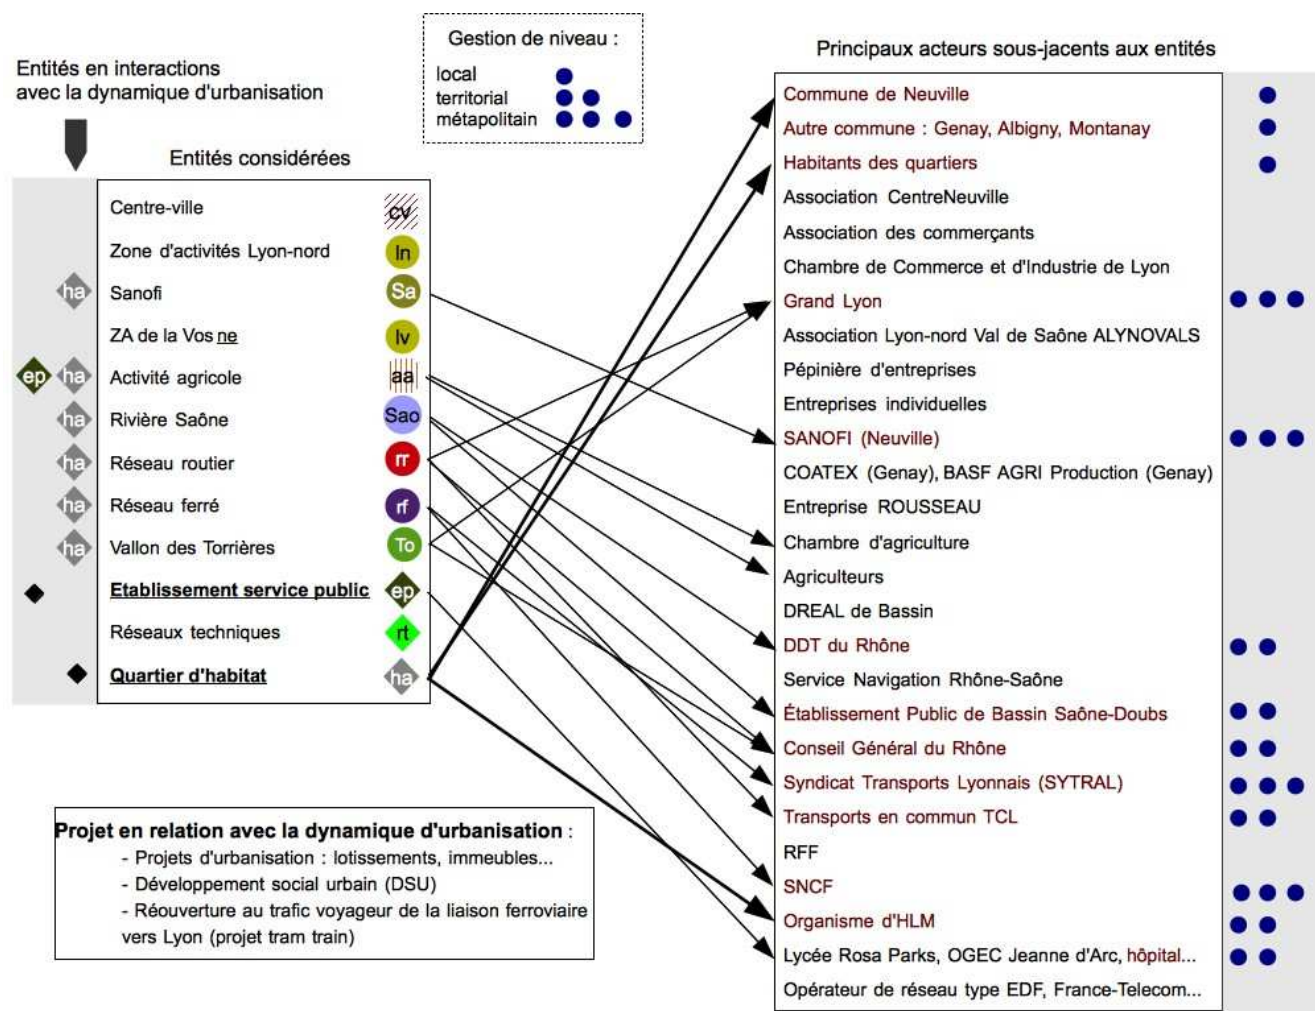 Gestion de niveau :
local
territorial
métapolitain
Entités en interactions
avec la dynamique d'urbanisation
Entités considérées
Centre-ville cv
Zone d'activités Lyon-nord ln
ha Sanofi Sa
ZA de la Vosne lv
ep ha Activité agricole aa
ha Rivière Saône Sao
ha Réseau routier rr
ha Réseau ferré rf
ha Vallon des Torrières To
Etablissement service public ep
Réseaux techniques rt
Quartier d'habitat ha
Projet en relation avec la dynamique d'urbanisation :
- Projets d'urbanisation : lotissements, immeubles...
- Développement social urbain (DSU)
- Réouverture au trafic voyageur de la liaison ferroviaire
vers Lyon (projet tram train)
Principaux acteurs sous-jacents aux entités
Commune de Neuville
Autre commune : Genay, Albigny, Montanay
Habitants des quartiers
Association CentreNeuville
Association des commerçants
Chambre de Commerce et d'Industrie de Lyon
Grand Lyon
Association Lyon-nord Val de Saône ALYNOVALS
Pépinière d'entreprises
Entreprises individuelles
SANOFI (Neuville)
COATEX (Genay), BASF AGRI Production (Genay)
Entreprise ROUSSEAU
Chambre d'agriculture
Agriculteurs
DREAL de Bassin
DDT du Rhône
Service Navigation Rhône-Saône
Établissement Public de Bassin Saône-Doubs
Conseil Général du Rhône
Syndicat Transports Lyonnais (SYTRAL)
Transports en commun TCL
RFF
SNCF
Organisme d'HLM
Lycée Rosa Parks, OGEC Jeanne d'Arc, hôpital...
Opérateur de réseau type EDF, France-Telecom...